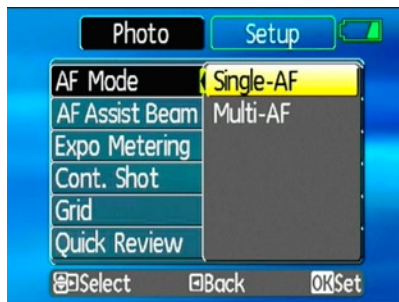 Photo Setup
AF Mode Single-AF
AF Assist Beam Multi-AF
Expo Metering
Cont. Shot
Grid
Quick Review
Select Back OK Set